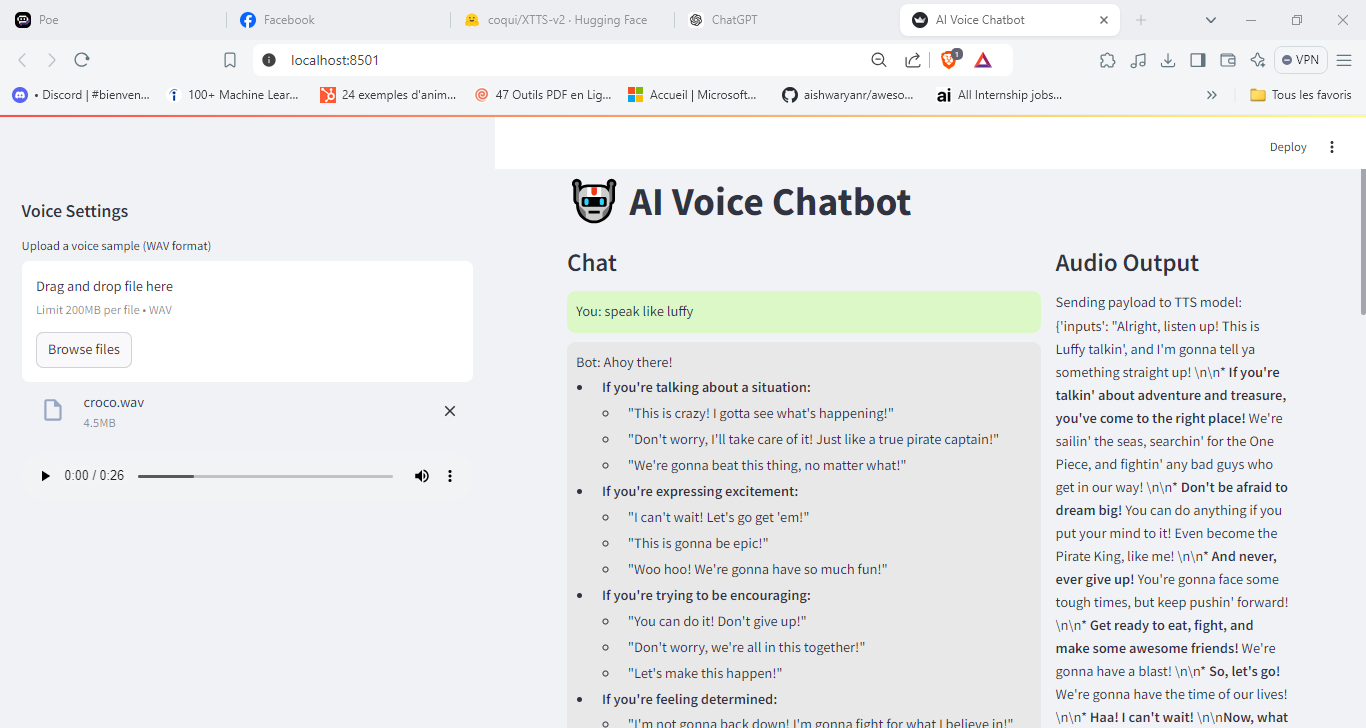 Poe
Facebook
coqui/XTTS-v2 · Hugging Face
ChatGPT
AI Voice Chatbot
localhost:8501
1
VPN
• Discord | #bienven...
100+ Machine Lear...
24 exemples d'anim...
47 Outils PDF en Lig...
Accueil | Microsoft...
aishwaryanr/aweso...
ai All Internship jobs...
»
Tous les favoris
Deploy
Voice Settings
Upload a voice sample (WAV format)
Drag and drop file here
Limit 200MB per file • WAV
Browse files
croco.wav
4.5MB
0:00 / 0:26
AI Voice Chatbot
Chat
You: speak like luffy
Bot: Ahoy there!
• If you're talking about a situation:
"This is crazy! I gotta see what's happening!"
"Don't worry, I'll take care of it! Just like a true pirate captain!"
"We're gonna beat this thing, no matter what!"
• If you're expressing excitement:
"I can't wait! Let's go get 'em!"
"This is gonna be epic!"
"Woo hoo! We're gonna have so much fun!"
• If you're trying to be encouraging:
"You can do it! Don't give up!"
"Don't worry, we're all in this together!"
"Let's make this happen!"
• If you're feeling determined:
"I'm not gonna back down! I'm gonna fight for what I believe in!"
Audio Output
Sending payload to TTS model:
{'inputs': "Alright, listen up! This is
Luffy talkin', and I'm gonna tell ya
something straight up! \n\n* If you're
talkin' about adventure and treasure,
you've come to the right place! We're
sailin' the seas, searchin' for the One
Piece, and fightin' any bad guys who
get in our way! \n\n* Don't be afraid to
dream big! You can do anything if you
put your mind to it! Even become the
Pirate King, like me! \n\n* And never,
ever give up! You're gonna face some
tough times, but keep pushin' forward!
\n\n* Get ready to eat, fight, and
make some awesome friends! We're
gonna have a blast! \n\n* So, let's go!
We're gonna have the time of our lives!
\n\n* Haa! I can't wait! \n\nNow, what